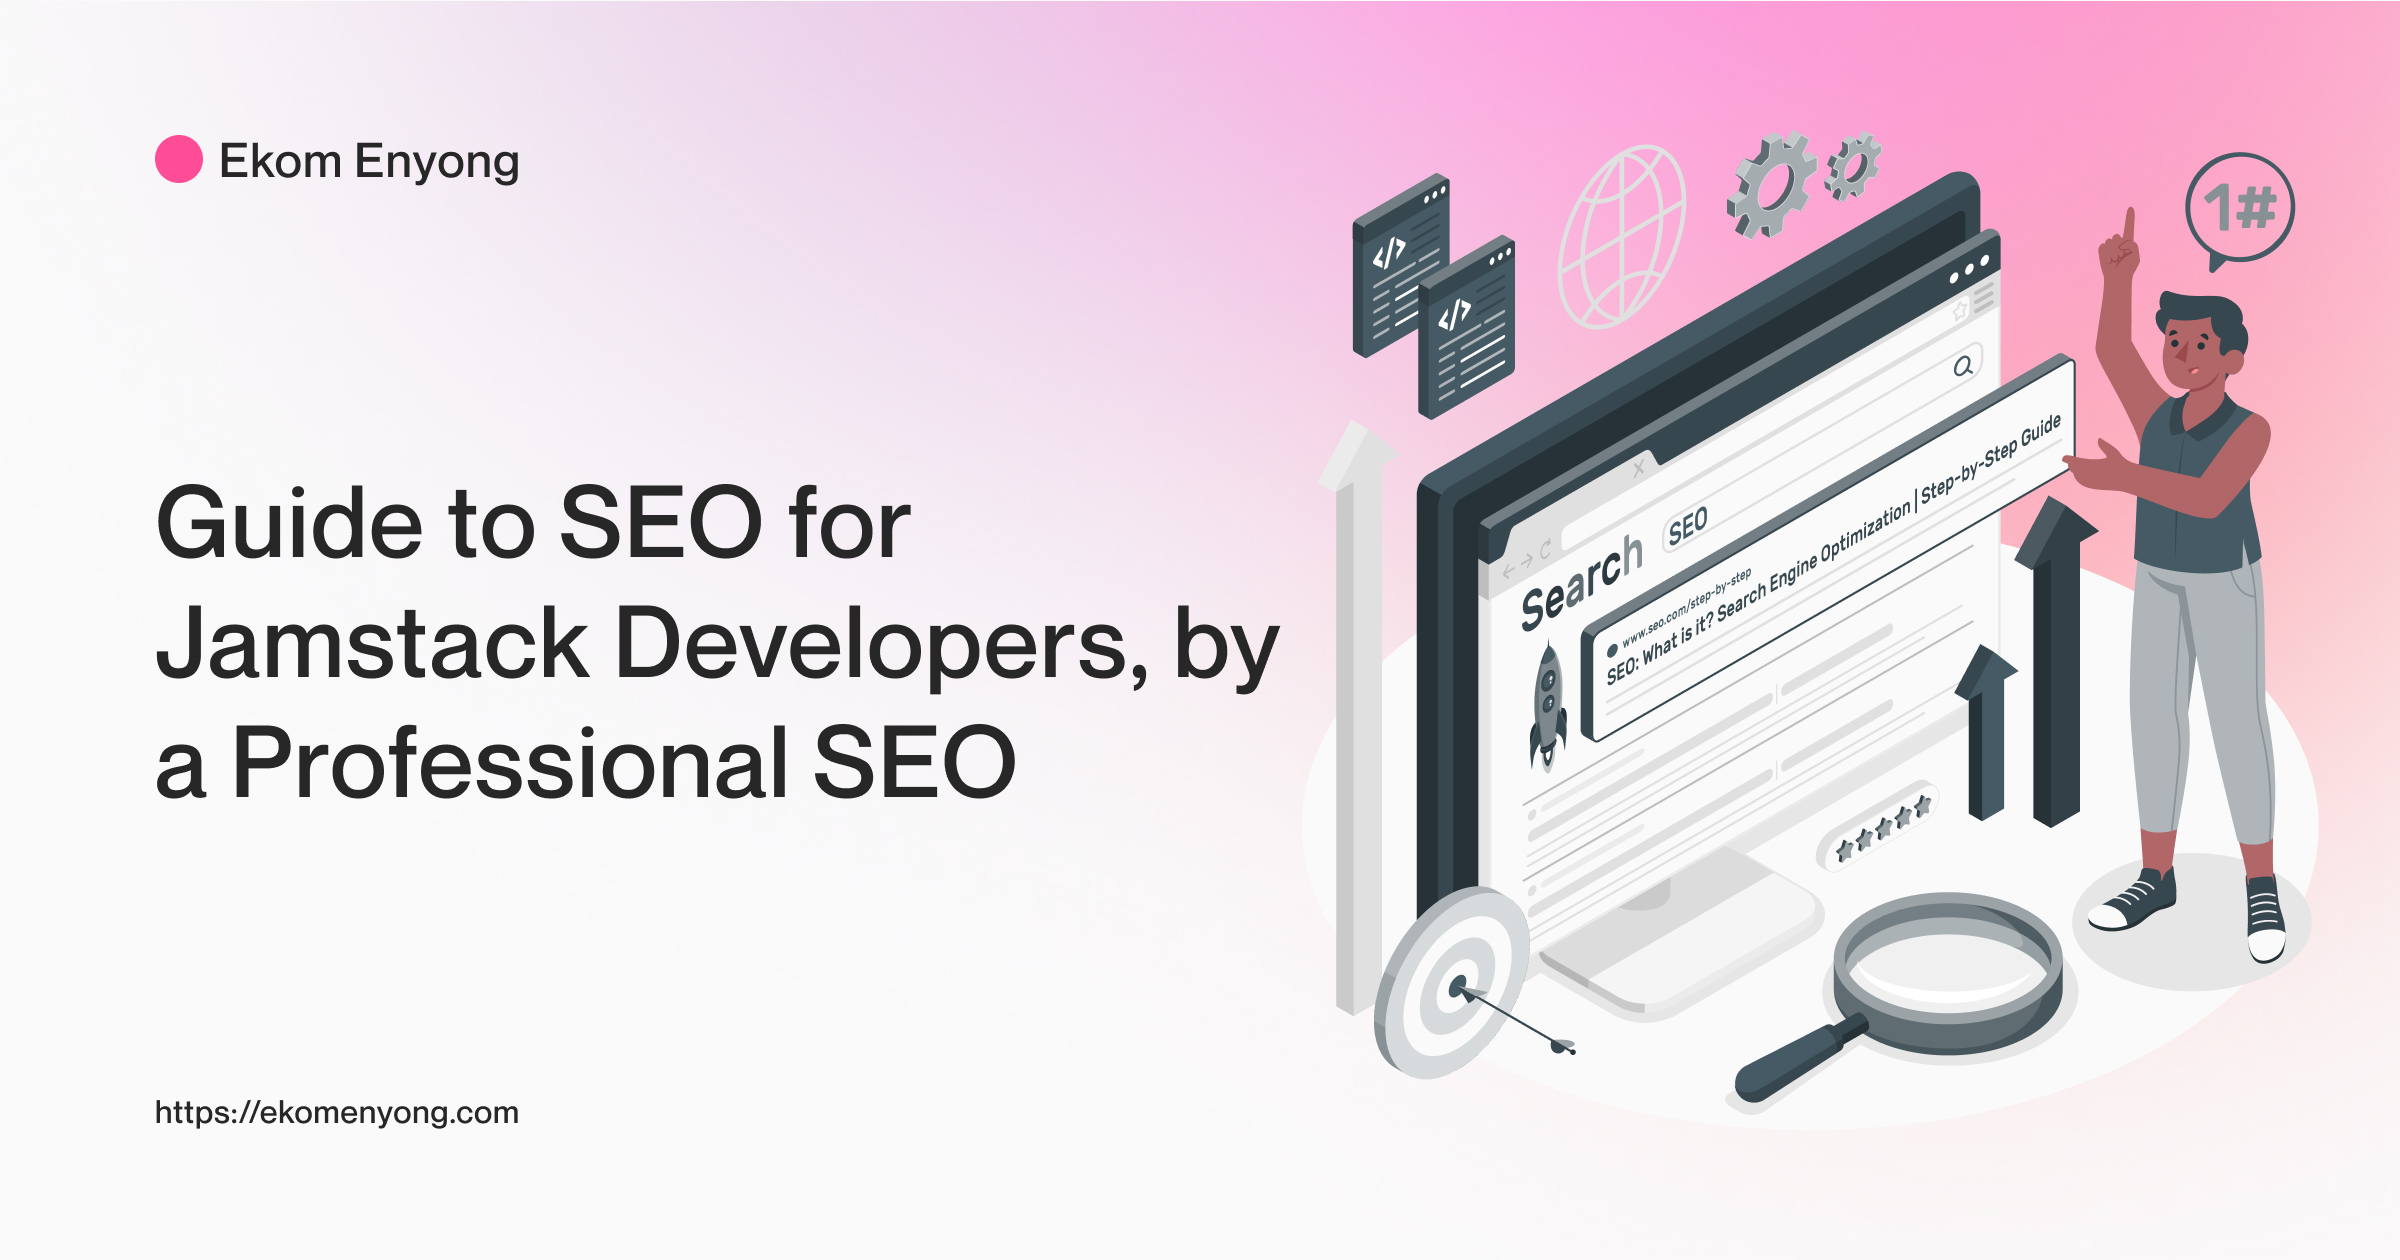 Ekom Enyong
Guide to SEO for
Jamstack Developers, by
a Professional SEO
https://ekomenyong.com
</>
</>
1#
Search
SEO
www.seo.com/step-by-step
SEO: What is it? Search Engine Optimization | Step-by-Step Guide